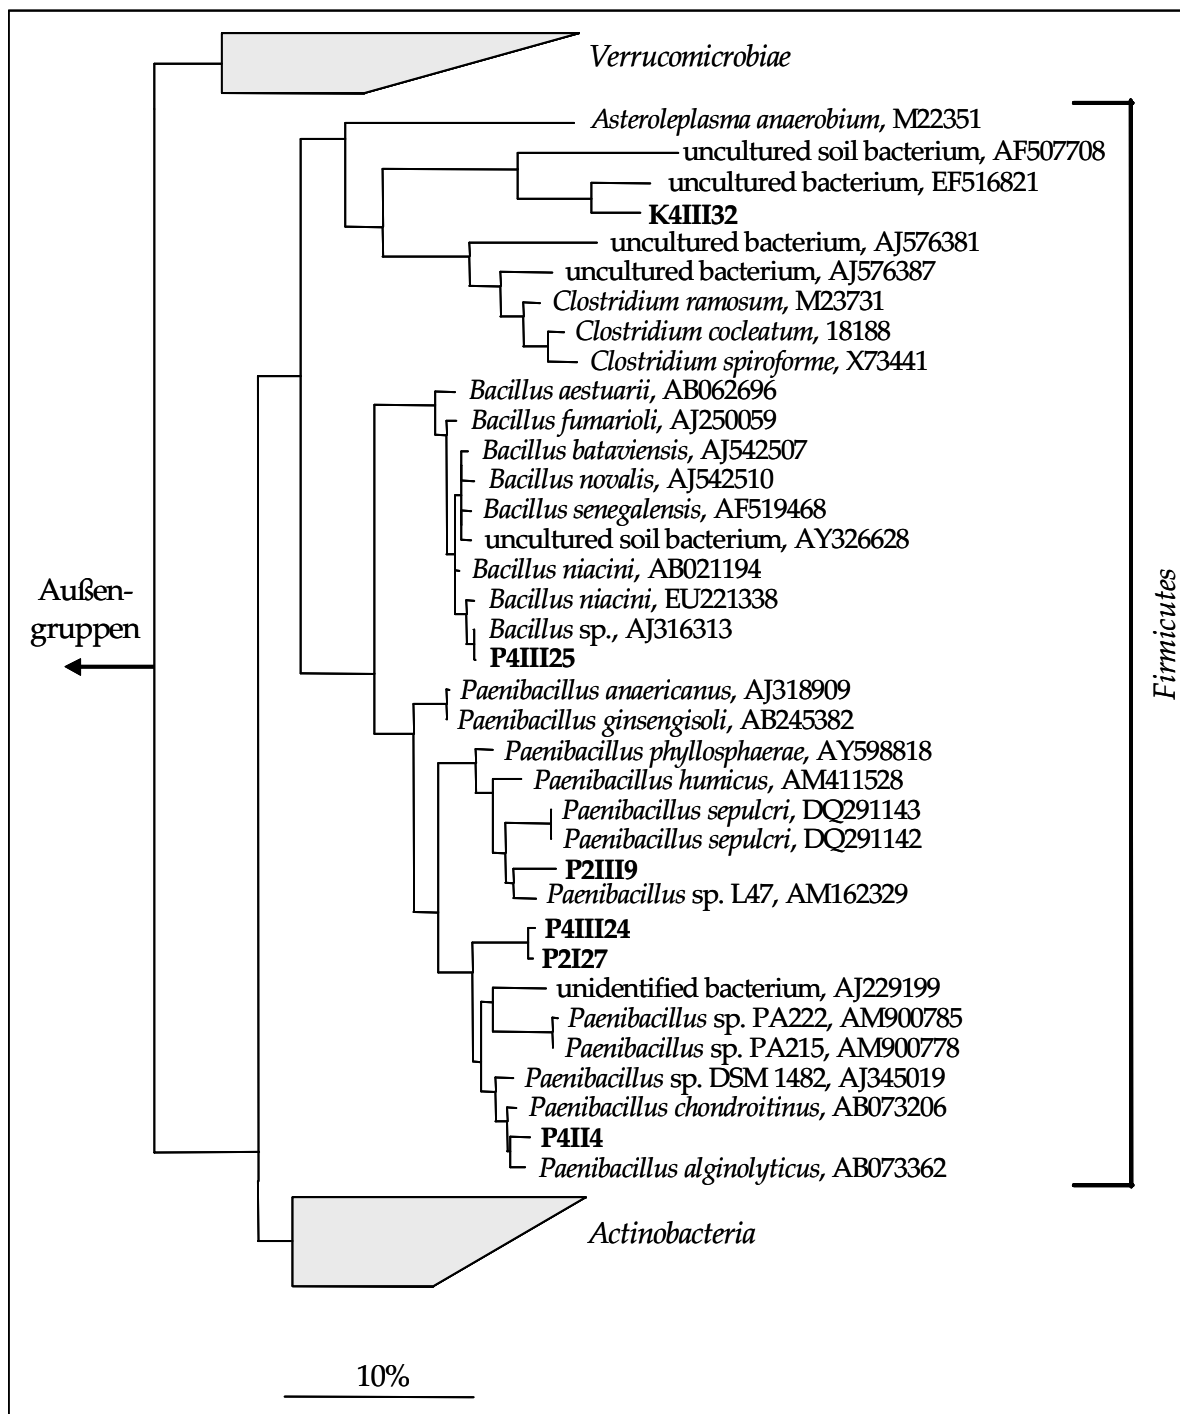 Verrucomicrobiae
Asteroleplasma anaerobium, M22351
uncultured soil bacterium, AF507708
uncultured bacterium, EF516821
K4III32
uncultured bacterium, AJ576381
uncultured bacterium, AJ576387
Clostridium ramosum, M23731
Clostridium cocleatum, 18188
Clostridium spiroforme, X73441
Bacillus aestuarii, AB062696
Bacillus fumarioli, AJ250059
Bacillus bataviensis, AJ542507
Bacillus novalis, AJ542510
Bacillus senegalensis, AF519468
uncultured soil bacterium, AY326628
Bacillus niacini, AB021194
Bacillus niacini, EU221338
Bacillus sp., AJ316313
P4III25
Paenibacillus anaericanus, AJ318909
Paenibacillus ginsengisoli, AB245382
Paenibacillus phyllosphaerae, AY598818
Paenibacillus humicus, AM411528
Paenibacillus sepulcri, DQ291143
Paenibacillus sepulcri, DQ291142
P2III9
Paenibacillus sp. L47, AM162329
P4III24
P2I27
unidentified bacterium, AJ229199
Paenibacillus sp. PA222, AM900785
Paenibacillus sp. PA215, AM900778
Paenibacillus sp. DSM 1482, AJ345019
Paenibacillus chondroitinus, AB073206
P4II4
Paenibacillus alginolyticus, AB073362
Actinobacteria
Außen-
gruppen
Firmicutes
10%